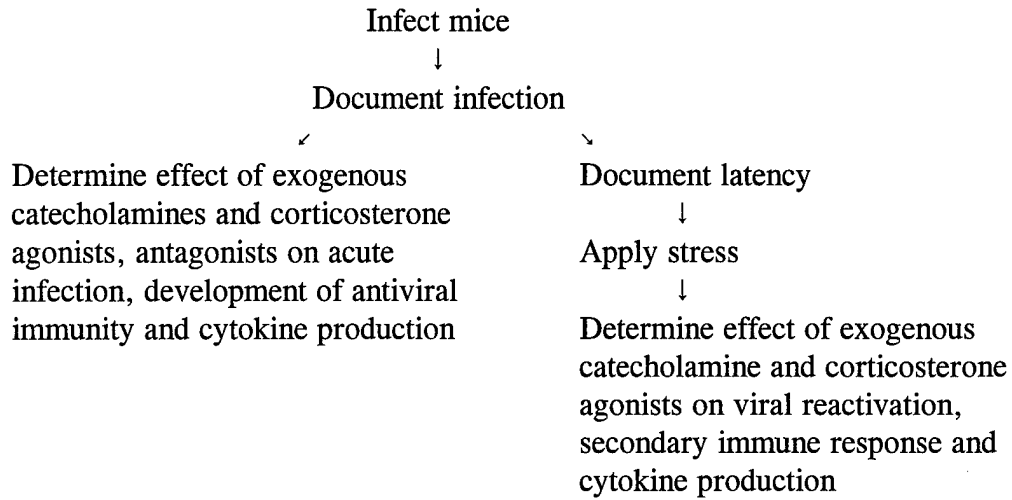 Infect mice
↓
Document infection
↙ ↘
Determine effect of exogenous
catecholamines and corticosterone
agonists, antagonists on acute
infection, development of antiviral
immunity and cytokine production
Document latency
↓
Apply stress
↓
Determine effect of exogenous
catecholamine and corticosterone
agonists on viral reactivation,
secondary immune response and
cytokine production